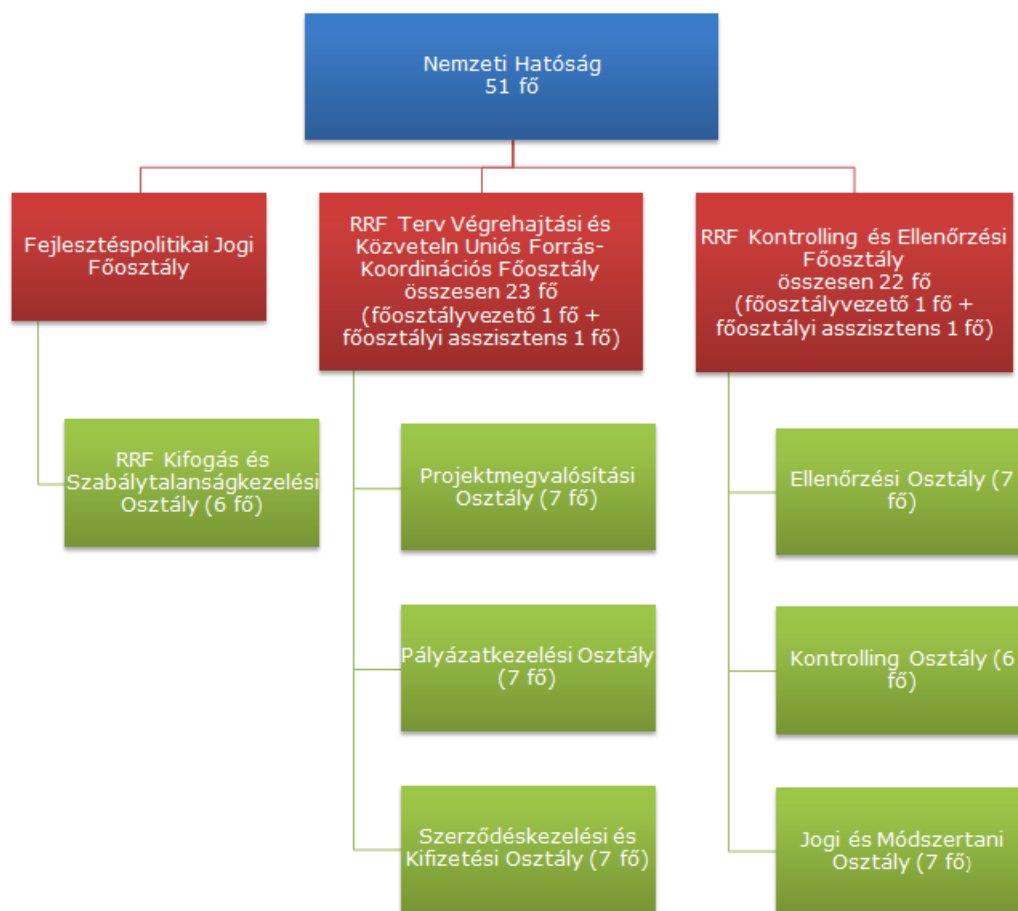 Nemzeti Hatóság
51 fő
Fejlesztéspolitikai Jogi
Főosztály
RRF Terv Végrehajtási és
Közveteln Uniós Forrás-
Koordinációs Főosztály
összesen 23 fő
(főosztályvezető 1 fő +
főosztályi asszisztens 1 fő)
RRF Kontrolling és Ellenőrzési
Főosztály
összesen 22 fő
(főosztályvezető 1 fő +
főosztályi asszisztens 1 fő)
RRF Kifogás és
Szabálytalanságkezelési
Osztály (6 fő)
Projektmegvalósítási
Osztály (7 fő)
Ellenőrzési Osztály (7
fő)
Pályázatkezelési Osztály
(7 fő)
Kontrolling Osztály (6
fő)
Szerződéskezelési és
Kifizetési Osztály (7 fő)
Jogi és Módszertani
Osztály (7 fő)